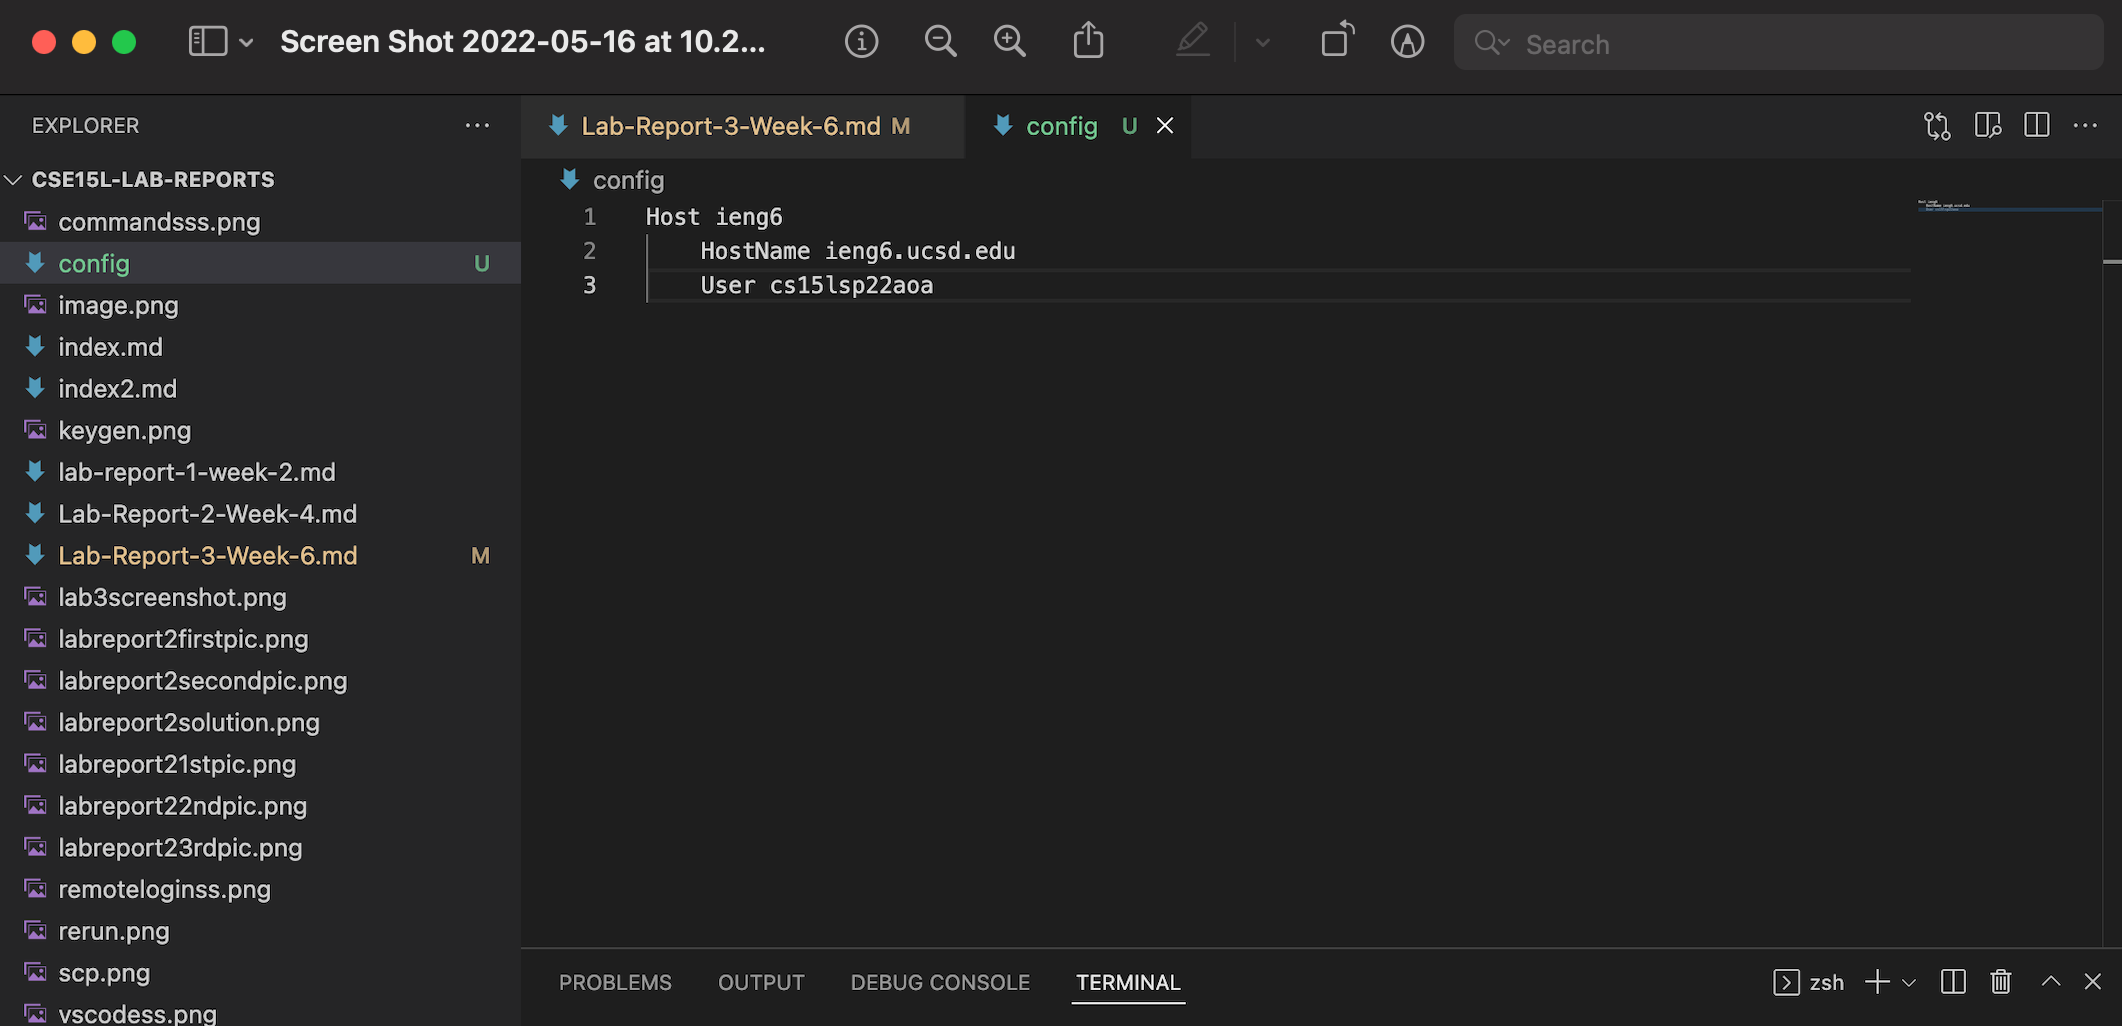 Screen Shot 2022-05-16 at 10.2...
Search
EXPLORER
CSE15L-LAB-REPORTS
commandsss.png
config U
image.png
index.md
index2.md
keygen.png
lab-report-1-week-2.md
Lab-Report-2-Week-4.md
Lab-Report-3-Week-6.md M
lab3screenshot.png
labreport2firstpic.png
labreport2secondpic.png
labreport2solution.png
labreport21stpic.png
labreport22ndpic.png
labreport23rdpic.png
remoteloginss.png
rerun.png
scp.png
vscodess.png
Lab-Report-3-Week-6.md M
config U
config
1 Host ieng6
2 HostName ieng6.ucsd.edu
3 User cs15lsp22aoa
PROBLEMS OUTPUT DEBUG CONSOLE TERMINAL
zsh